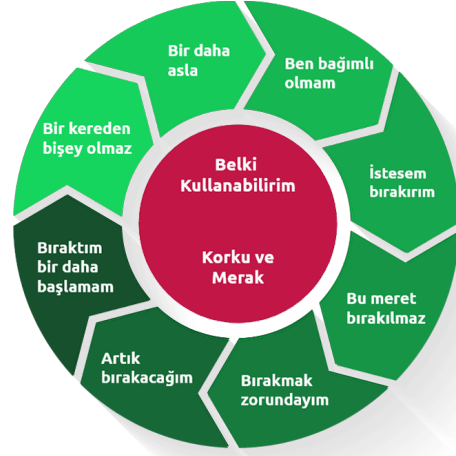 Bir kereden
bişey olmaz
Bir daha
asla
Ben bağımlı
olmam
İstesem
bırakırım
Bu meret
bırakılmaz
Bırakmak
zorundayım
Artık
bırakacağım
Bıraktım
bir daha
başlamam
Belki
Kullanabilirim
Korku ve
Merak